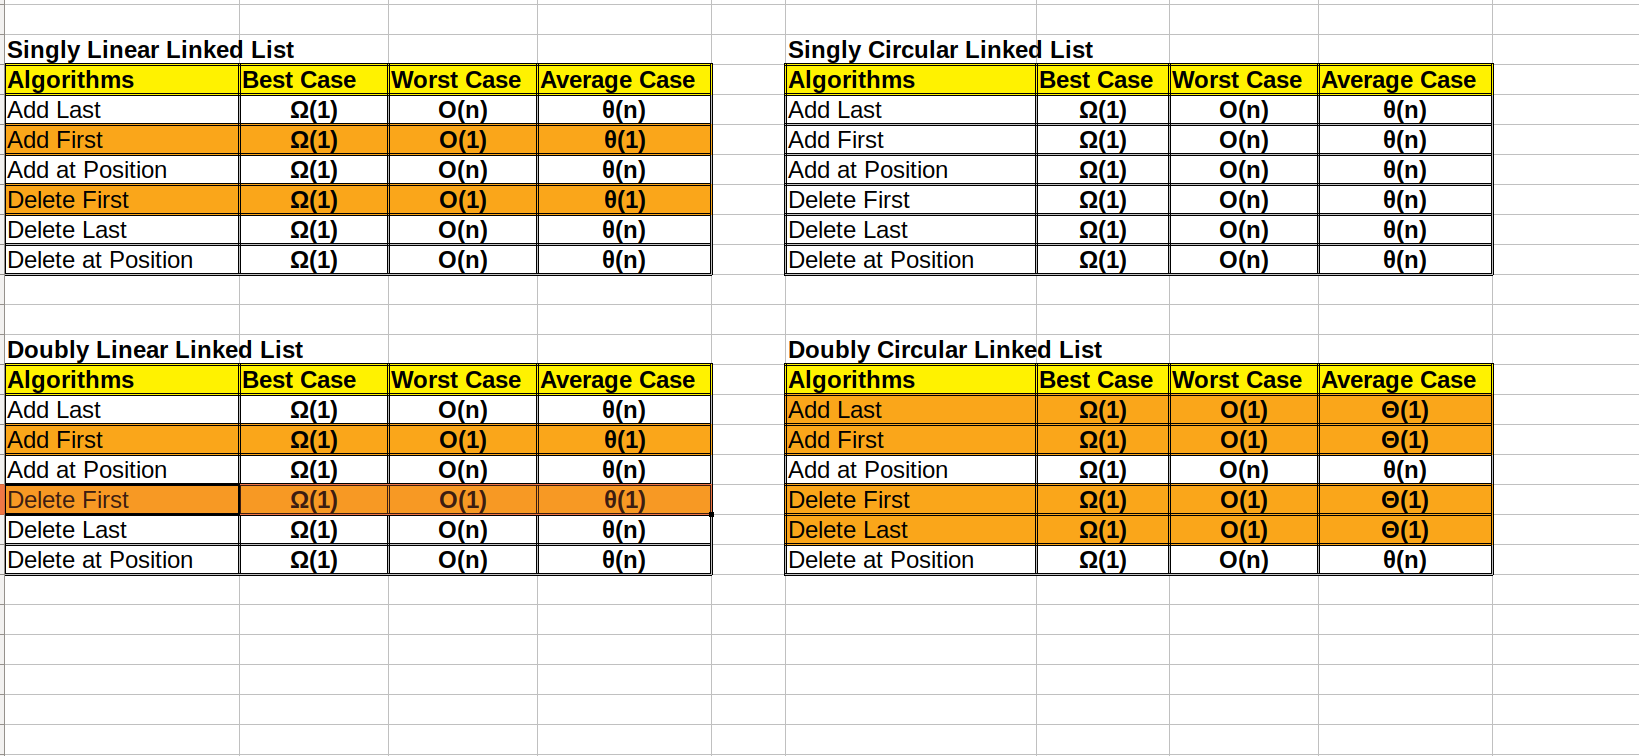 Singly Linear Linked List
Algorithms Best Case Worst Case Average Case
Add Last Ω(1) O(n) θ(n)
Add First Ω(1) O(1) θ(1)
Add at Position Ω(1) O(n) θ(n)
Delete First Ω(1) O(1) θ(1)
Delete Last Ω(1) O(n) θ(n)
Delete at Position Ω(1) O(n) θ(n)
Singly Circular Linked List
Algorithms Best Case Worst Case Average Case
Add Last Ω(1) O(n) θ(n)
Add First Ω(1) O(n) θ(n)
Add at Position Ω(1) O(n) θ(n)
Delete First Ω(1) O(n) θ(n)
Delete Last Ω(1) O(n) θ(n)
Delete at Position Ω(1) O(n) θ(n)
Doubly Linear Linked List
Algorithms Best Case Worst Case Average Case
Add Last Ω(1) O(n) θ(n)
Add First Ω(1) O(1) θ(1)
Add at Position Ω(1) O(n) θ(n)
Delete First Ω(1) O(1) θ(1)
Delete Last Ω(1) O(n) θ(n)
Delete at Position Ω(1) O(n) θ(n)
Doubly Circular Linked List
Algorithms Best Case Worst Case Average Case
Add Last Ω(1) O(1) Θ(1)
Add First Ω(1) O(1) Θ(1)
Add at Position Ω(1) O(n) θ(n)
Delete First Ω(1) O(1) Θ(1)
Delete Last Ω(1) O(1) Θ(1)
Delete at Position Ω(1) O(n) θ(n)